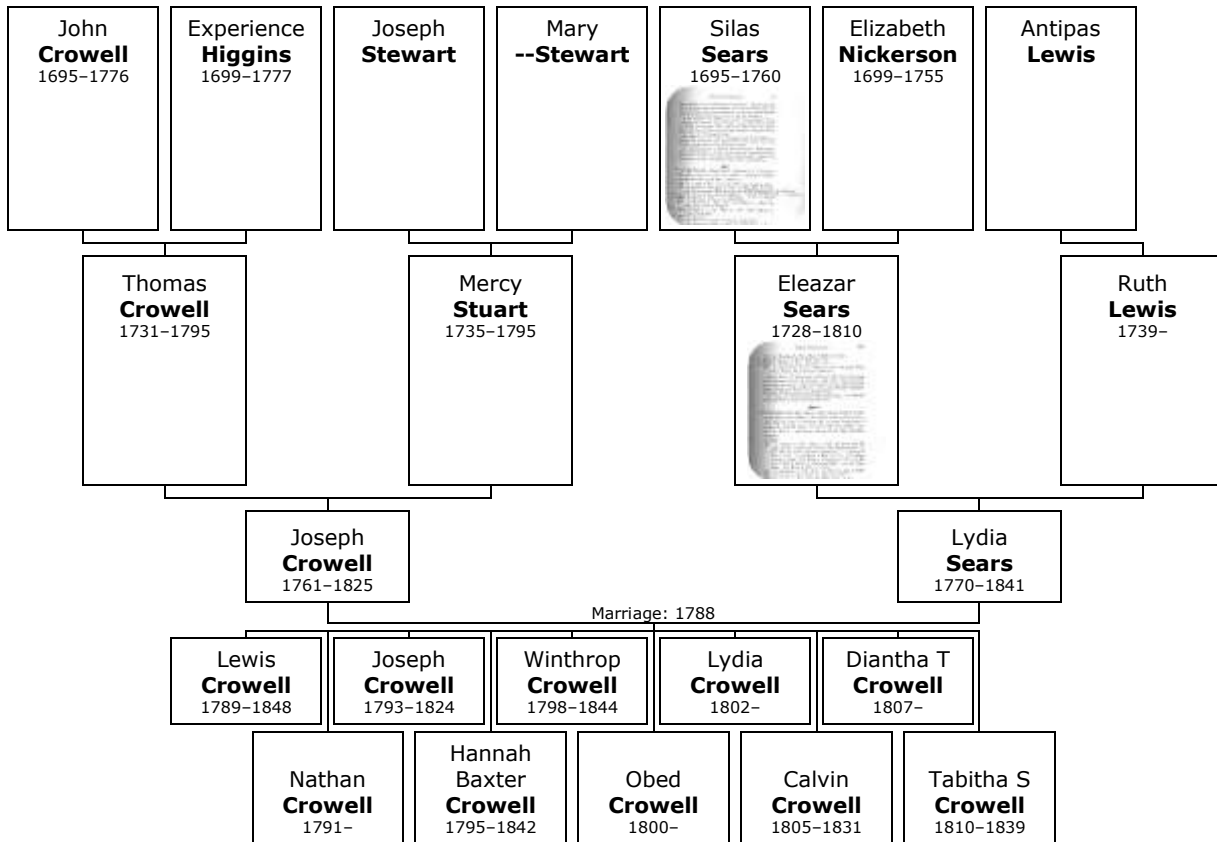 John
Crowell
1695–1776
Experience
Higgins
1699–1777
Joseph
Stewart
Mary
--Stewart
Silas
Sears
1695–1760
Elizabeth
Nickerson
1699–1755
Antipas
Lewis
Thomas
Crowell
1731–1795
Mercy
Stuart
1735–1795
Eleazar
Sears
1728–1810
Ruth
Lewis
1739–
Joseph
Crowell
1761–1825
Lydia
Sears
1770–1841
Marriage: 1788
Lewis
Crowell
1789–1848
Joseph
Crowell
1793–1824
Winthrop
Crowell
1798–1844
Lydia
Crowell
1802–
Diantha T
Crowell
1807–
Nathan
Crowell
1791–
Hannah
Baxter
Crowell
1795–1842
Obed
Crowell
1800–
Calvin
Crowell
1805–1831
Tabitha S
Crowell
1810–1839